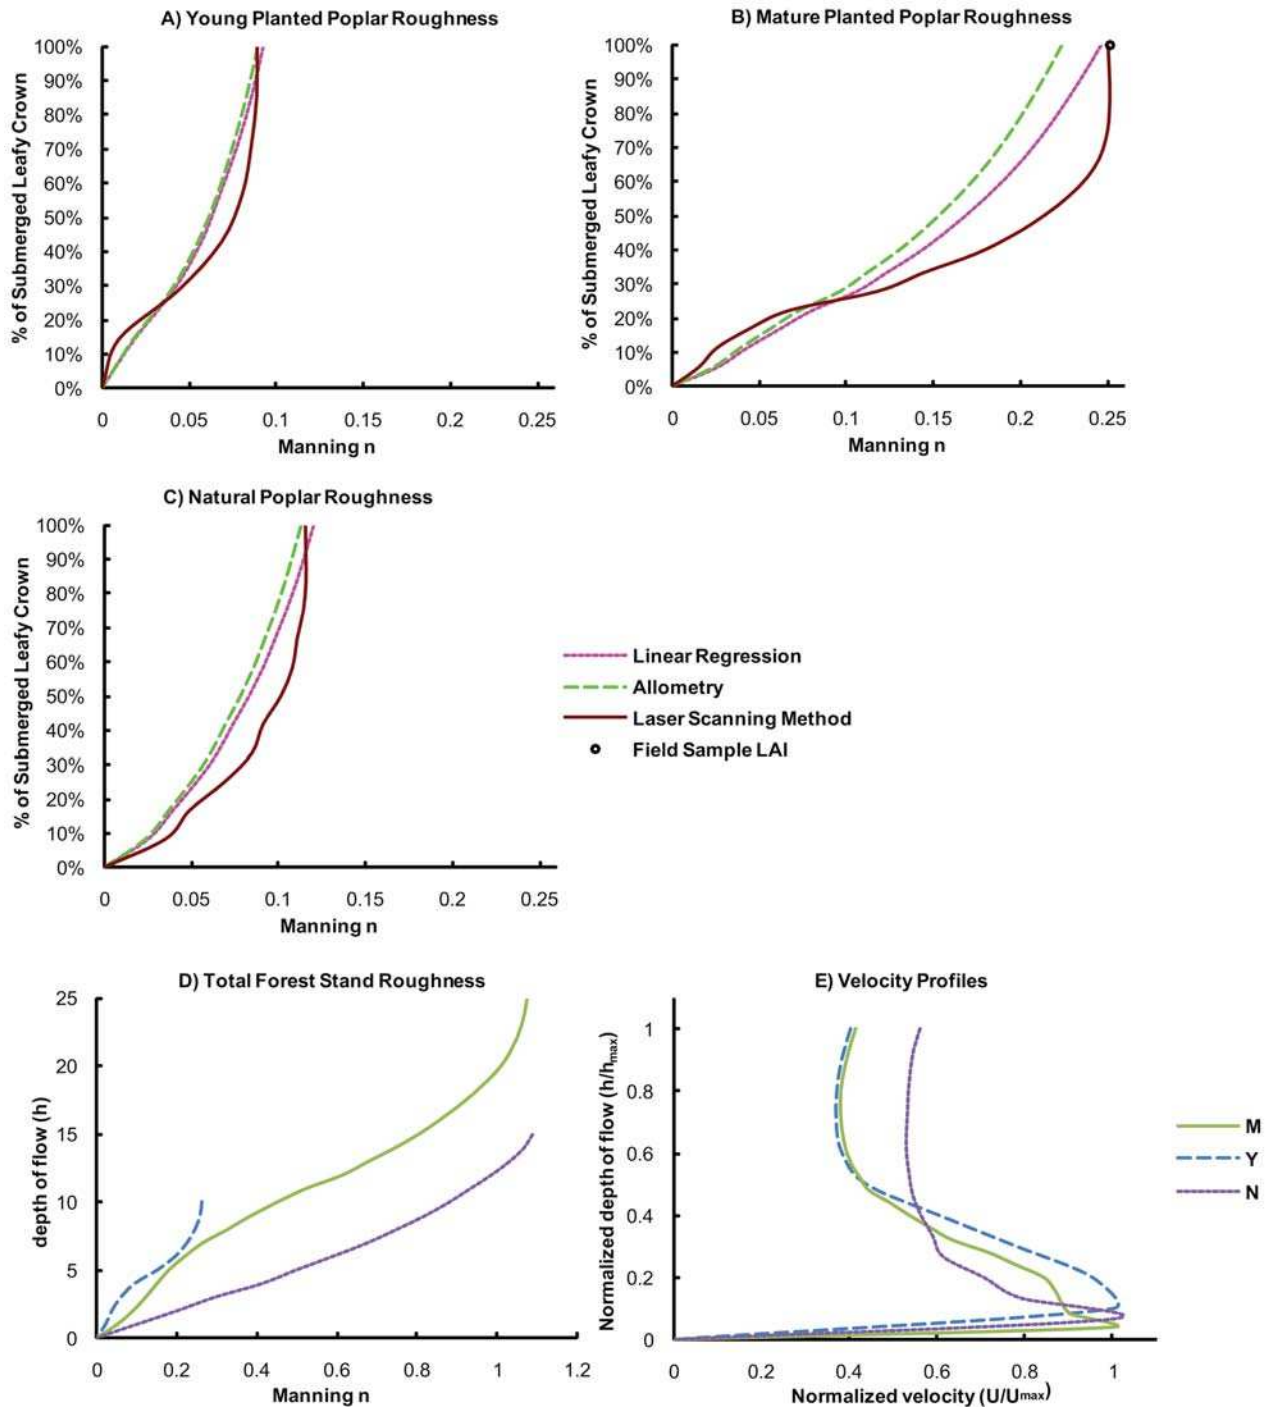 A) Young Planted Poplar Roughness
100%
90%
80%
70%
60%
50%
40%
30%
20%
10%
0%
% of Submerged Leafy Crown
0 0.05 0.1 0.15 0.2 0.25
Manning n
B) Mature Planted Poplar Roughness
100%
90%
80%
70%
60%
50%
40%
30%
20%
10%
0%
% of Submerged Leafy Crown
0 0.05 0.1 0.15 0.2 0.25
Manning n
C) Natural Poplar Roughness
100%
90%
80%
70%
60%
50%
40%
30%
20%
10%
0%
% of Submerged Leafy Crown
0 0.05 0.1 0.15 0.2 0.25
Manning n
Linear Regression
Allometry
Laser Scanning Method
Field Sample LAI
D) Total Forest Stand Roughness
25
20
15
10
5
0
depth of flow (h)
0 0.2 0.4 0.6 0.8 1 1.2
Manning n
E) Velocity Profiles
1
0.8
0.6
0.4
0.2
0
Normalized depth of flow (h/hmax)
0 0.2 0.4 0.6 0.8 1
Normalized velocity (U/Umax)
M
Y
N